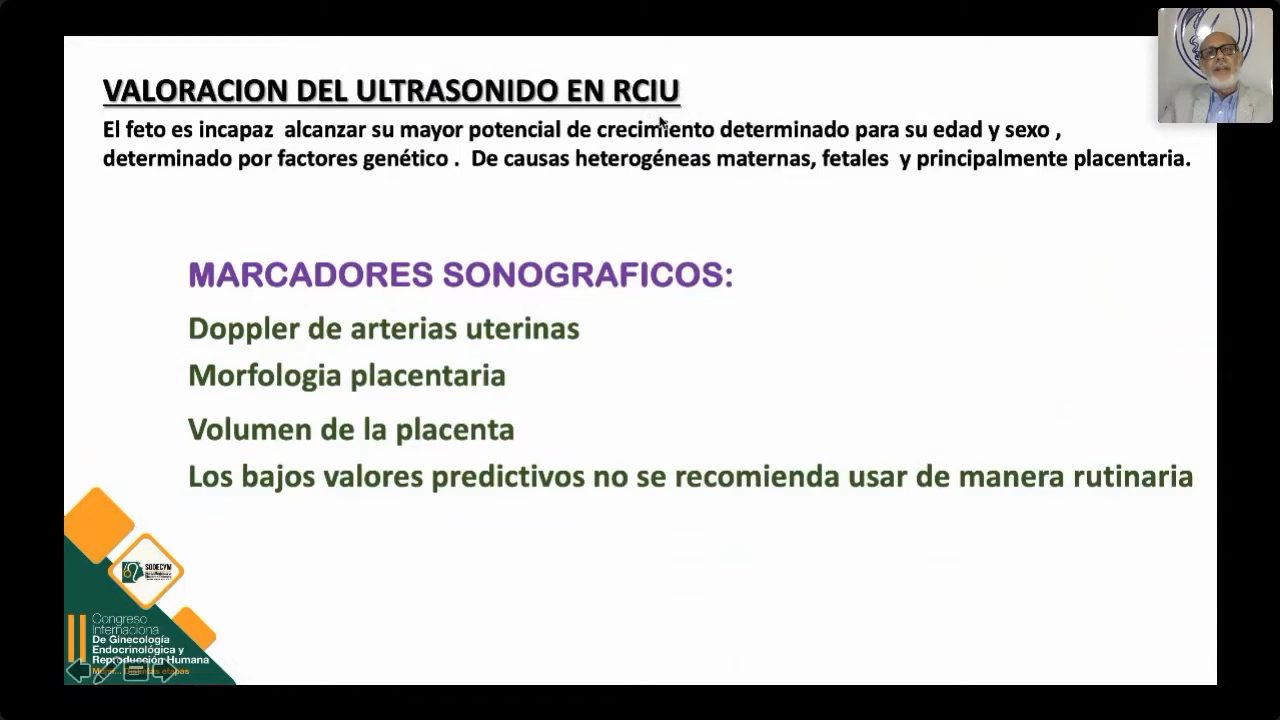 VALORACION DEL ULTRASONIDO EN RCIU
El feto es incapaz alcanzar su mayor potencial de crecimiento determinado para su edad y sexo ,
determinado por factores genético . De causas heterogéneas maternas, fetales y principalmente placentaria.
MARCADORES SONOGRAFICOS:
Doppler de arterias uterinas
Morfologia placentaria
Volumen de la placenta
Los bajos valores predictivos no se recomienda usar de manera rutinaria
SODECYM
II Congreso
Internaciona
De Ginecología
Endocrinológica y
Reproducción Humana
etapas